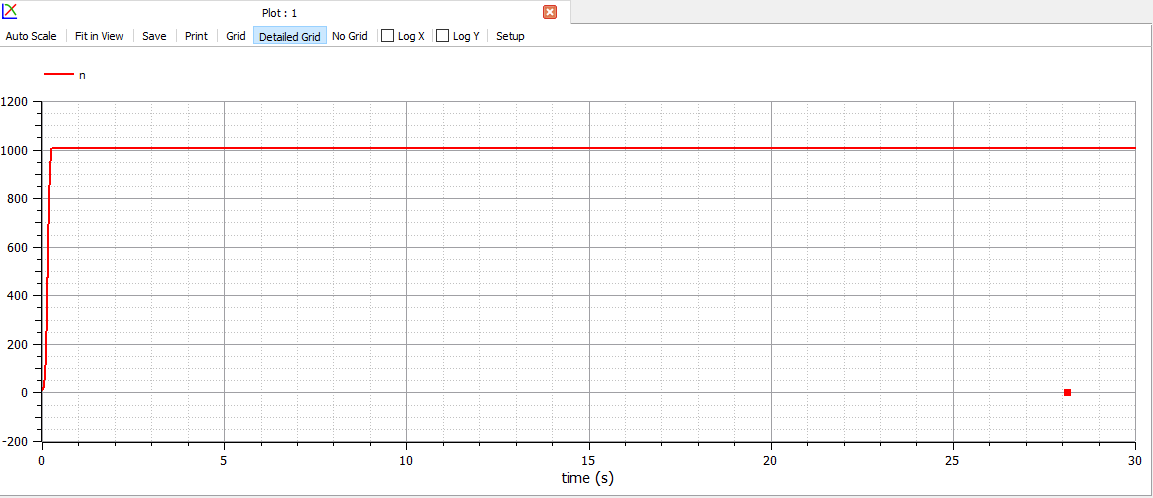 Plot : 1
Auto Scale Fit in View Save Print Grid Detailed Grid No Grid Log X Log Y Setup
n
1200
1000
800
600
400
200
0
-200
0 5 10 15 20 25 30
time (s)